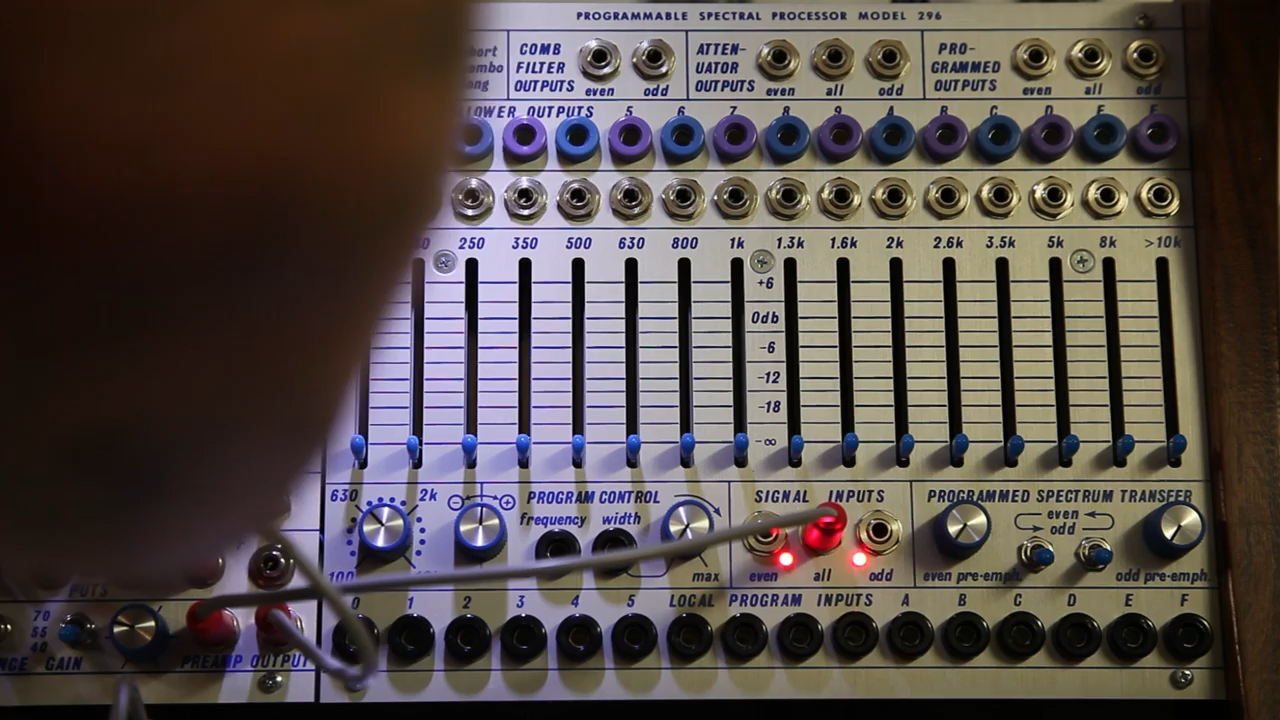 PROGRAMMABLE SPECTRAL PROCESSOR MODEL 296
COMB FILTER OUTPUTS
even odd
ATTEN-
UATOR
OUTPUTS
even all odd
PRO-
GRAMMED
OUTPUTS
even all odd
OUTPUTS 5 6 7 8 9 A B C D E F
250 350 500 630 800 1k 1.3k 1.6k 2k 2.6k 3.5k 5k 8k >10k
+6
0db
-6
-12
-18
-∞
630 2k
100
- +
PROGRAM CONTROL
frequency width
max
SIGNAL INPUTS
even all odd
PROGRAMMED SPECTRUM TRANSFER
even
odd
even pre-emph. odd pre-emph.
0 1 2 3 4 5 LOCAL PROGRAM INPUTS A B C D E F
70
55
40
GAIN
PREAMP OUTPUT